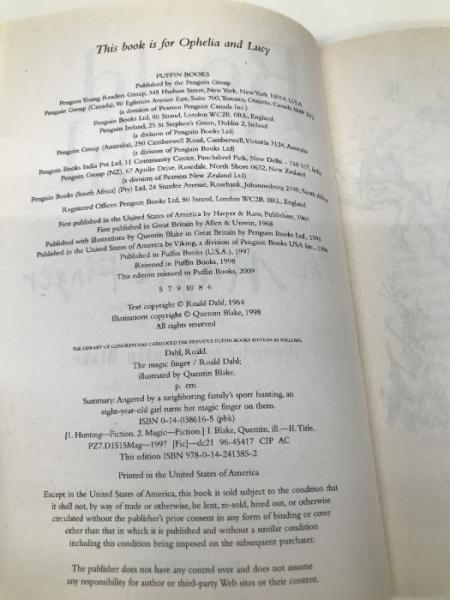 This book is for Ophelia and Lucy
PUFFIN BOOKS
Published by the Penguin Group
Penguin Young Readers Group, 345 Hudson Street, New York, New York 10014, U.S.A.
Penguin Group (Canada), 90 Eglinton Avenue East, Suite 700, Toronto, Ontario, Canada M4P 2Y3
(a division of Pearson Penguin Canada Inc.)
Penguin Books Ltd, 80 Strand, London WC2R 0RL, England
Penguin Ireland, 25 St Stephen's Green, Dublin 2, Ireland
(a division of Penguin Books Ltd)
Penguin Group (Australia), 250 Camberwell Road, Camberwell, Victoria 3124, Australia
(a division of Penguin Books Ltd)
Penguin Books India Pvt Ltd, 11 Community Centre, Panchsheel Park, New Delhi - 110 017, India
Penguin Group (NZ), 67 Apollo Drive, Rosedale, North Shore 0632, New Zealand
(a division of Pearson New Zealand Ltd)
Penguin Books (South Africa) (Pty) Ltd, 24 Sturdee Avenue, Rosebank, Johannesburg 2196, South Africa
Registered Offices: Penguin Books Ltd, 80 Strand, London WC2R 0RL, England
First published in the United States of America by Harper & Row, Publishers,
First published in Great Britain by Allen & Unwin, 1968
Published with illustrations by Quentin Blake in Great Britain by Penguin Books Ltd.,
Published in the United States of America by Viking, a division of Penguin Books USA Inc.,
Published in Puffin Books (U.S.A.), 1997
Reissued in Puffin Books, 1998
This edition reissued in Puffin Books, 2009
5 7 9 10 8 6
Text copyright © Roald Dahl, 1964
Illustrations copyright © Quentin Blake, 1998
All rights reserved
THE LIBRARY OF CONGRESS HAS CATALOGED THE PREVIOUS PUFFIN BOOKS EDITION AS FOLLOWS:
Dahl, Roald.
The magic finger / Roald Dahl;
illustrated by Quentin Blake.
p. cm.
Summary: Angered by a neighboring family's sport hunting, an
eight-year-old girl turns her magic finger on them.
ISBN 0-14-038616-5 (pbk)
[1. Hunting—Fiction. 2. Magic—Fiction.] I. Blake, Quentin, ill.—II. Title.
PZ7.D1515Mag—1997 [Fic]—dc21 96-45417 CIP AC
This edition ISBN 978-0-14-241385-2
Printed in the United States of America
Except in the United States of America, this book is sold subject to the condition that
it shall not, by way of trade or otherwise, be lent, re-sold, hired out, or otherwise
circulated without the publisher's prior consent in any form of binding or cover
other than that in which it is published and without a similar condition
including this condition being imposed on the subsequent purchaser.
The publisher does not have any control over and does not assume
any responsibility for author or third-party Web sites or their content.